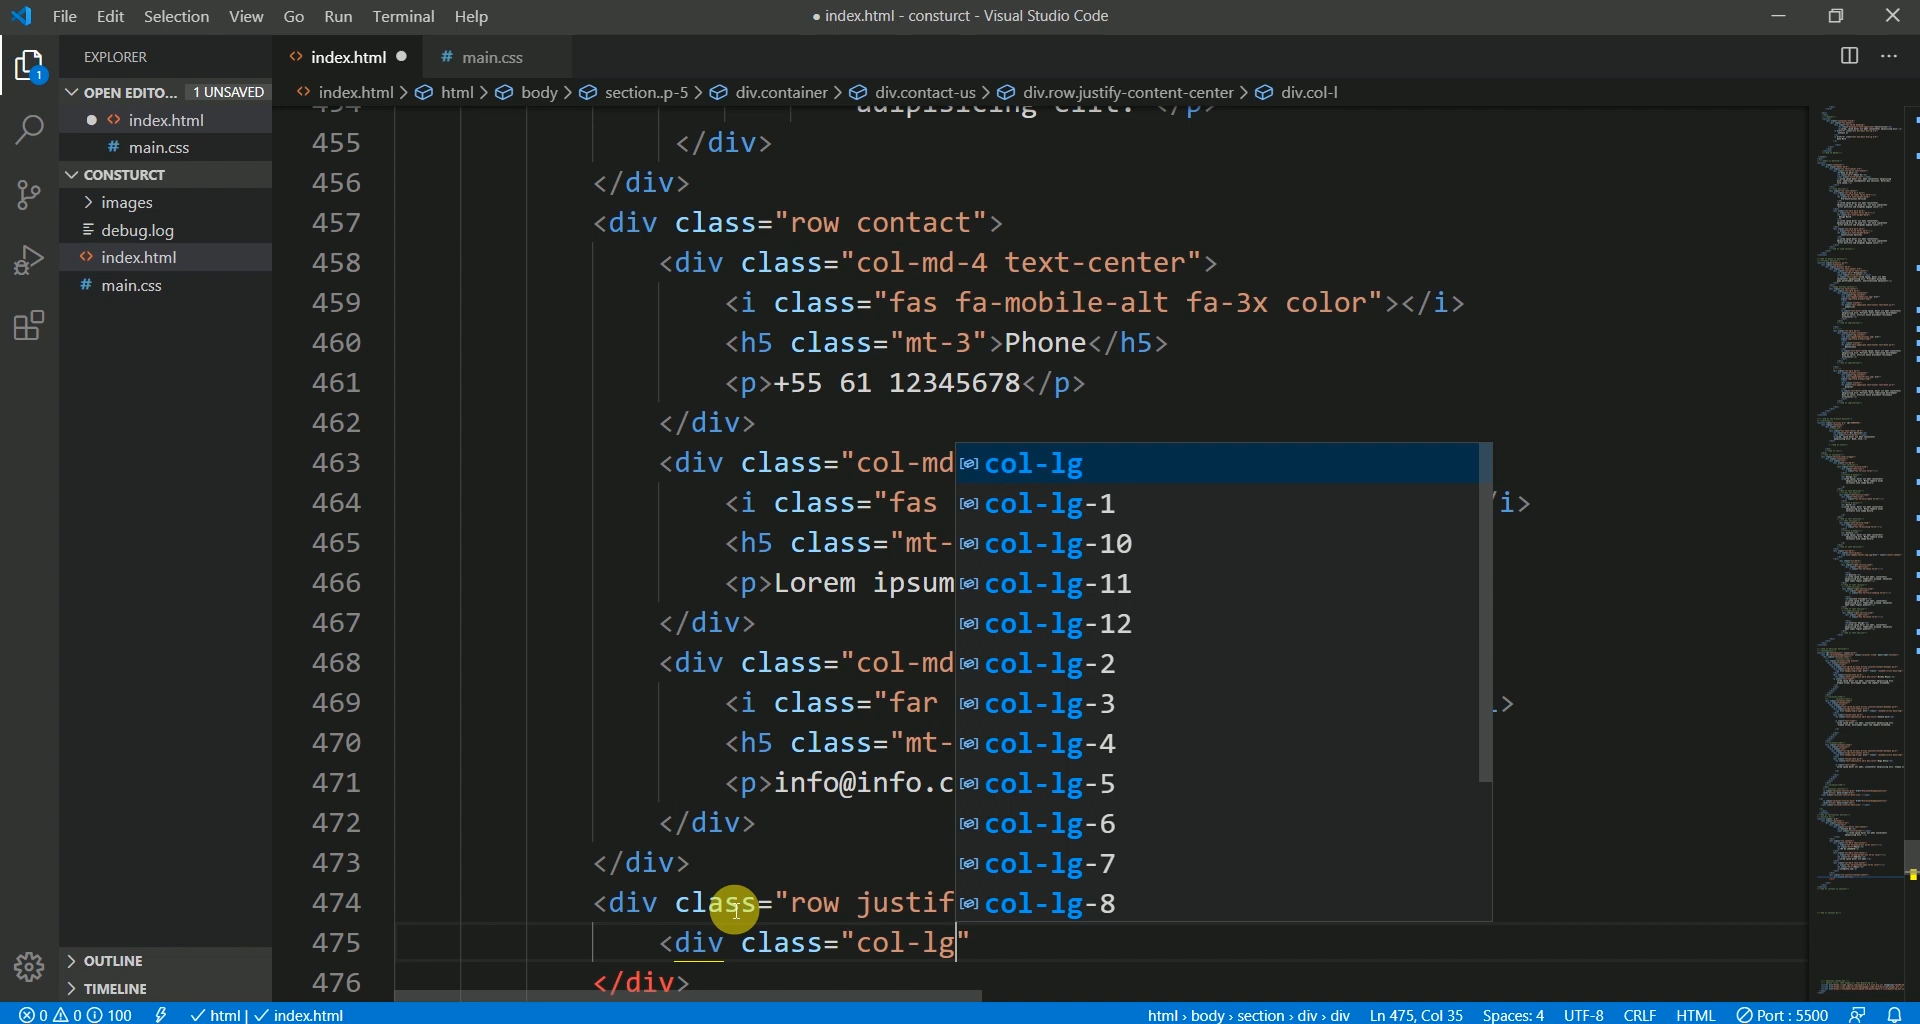 File Edit Selection View Go Run Terminal Help
● index.html - consturct - Visual Studio Code
EXPLORER
index.html ●
# main.css
OPEN EDITO... 1 UNSAVED
index.html > html > body > section..p-5 > div.container > div.contact-us > div.row.justify-content-center > div.col-l
● index.html
# main.css
CONSTURCT
images
debug.log
index.html
# main.css
454 adipisicing elit. </p>
455 </div>
456 </div>
457 <div class="row contact">
458 <div class="col-md-4 text-center">
459 <i class="fas fa-mobile-alt fa-3x color"></i>
460 <h5 class="mt-3">Phone</h5>
461 <p>+55 61 12345678</p>
462 </div>
463 <div class="col-md
464 <i class="fas /i>
465 <h5 class="mt-
466 <p>Lorem ipsum
467 </div>
468 <div class="col-md
469 <i class="far >
470 <h5 class="mt-
471 <p>info@info.c
472 </div>
473 </div>
474 <div class="row justif
475 <div class="col-lg"
476 </div>
col-lg
col-lg-1
col-lg-10
col-lg-11
col-lg-12
col-lg-2
col-lg-3
col-lg-4
col-lg-5
col-lg-6
col-lg-7
col-lg-8
OUTLINE
TIMELINE
1
0 0 100 html | index.html html › body › section › div › div Ln 475, Col 35 Spaces: 4 UTF-8 CRLF HTML Port : 5500